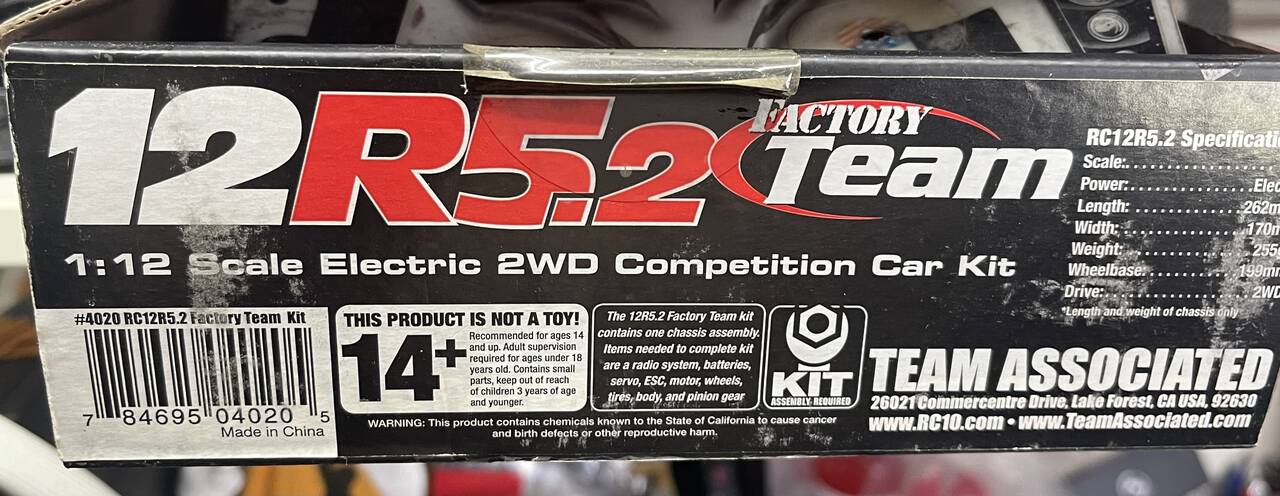 12R5.2 FACTORY Team
1:12 Scale Electric 2WD Competition Car Kit
#4020 RC12R5.2 Factory Team Kit
7 84695 04020 5
Made in China
THIS PRODUCT IS NOT A TOY!
14+
Recommended for ages 14
and up. Adult supervision
required for ages under 18
years old. Contains small
parts, keep out of reach
of children 3 years of age
and younger.
The 12R5.2 Factory Team kit
contains one chassis assembly.
Items needed to complete kit
are a radio system, batteries,
servo, ESC, motor, wheels,
tires, body, and pinion gear
KIT
ASSEMBLY REQUIRED
WARNING: This product contains chemicals known to the State of California to cause cancer
and birth defects or other reproductive harm.
RC12R5.2 Specificati
Scale:
Power: Elec
Length: 262m
Width: 170m
Weight: 255
Wheelbase: 199mm
Drive: 2WD
*Length and weight of chassis only
TEAM ASSOCIATED
26021 Commercentre Drive, Lake Forest, CA USA, 92630
www.RC10.com • www.TeamAssociated.com